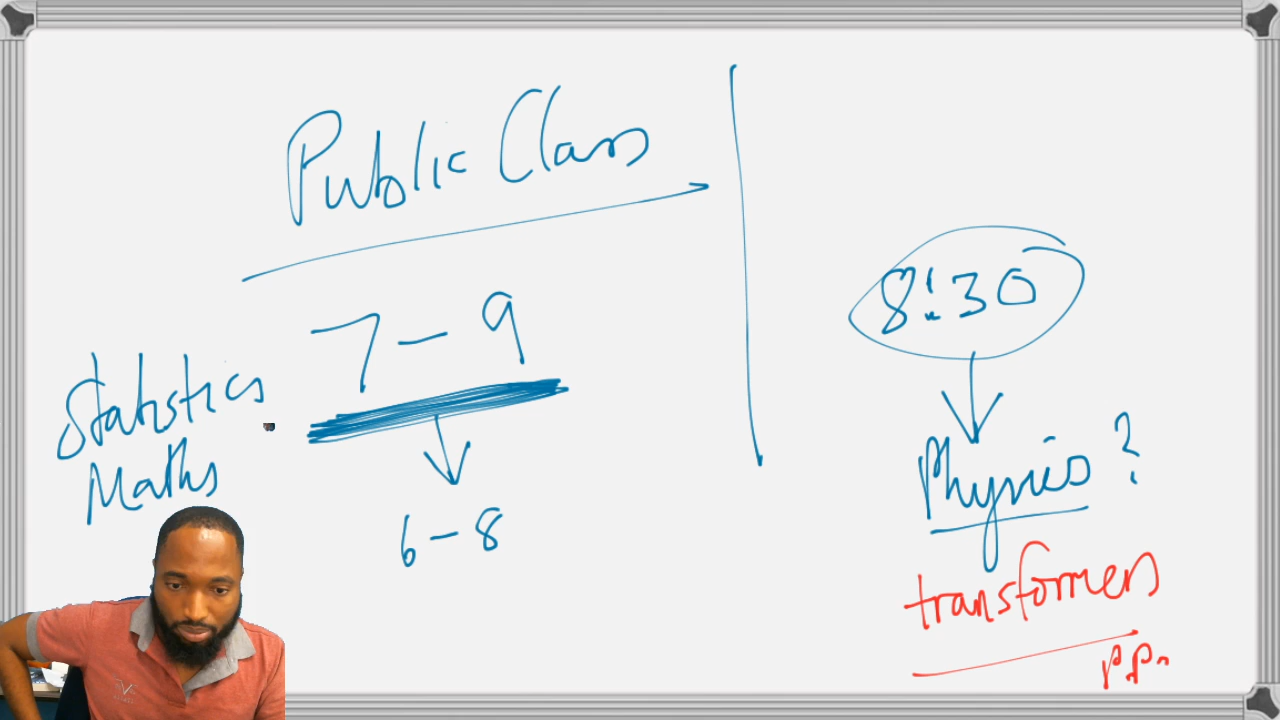 Public Class
7 - 9
Statistics
Maths
6 - 8
8:30
Physics ?
transformers